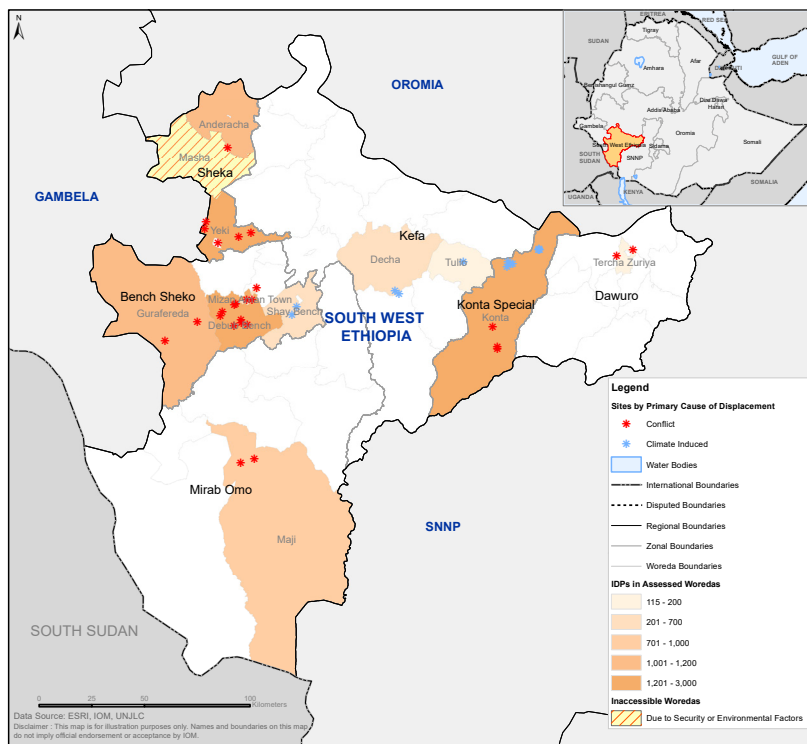 N
OROMIA
GAMBELA
Anderacha
Masha
Sheka
Yeki
Kefa
Decha
Tullo
Tercha Zuriya
Dawuro
Bench Sheko
Mizan Aman Town
Gurafereda
Shay Bench
Debub Bench
Konta Special
Konta
SOUTH WEST
ETHIOPIA
Mirab Omo
Maji
SNNP
SOUTH SUDAN
0 25 50 100
Kilometers
Data Source: ESRI, IOM, UNJLC
Disclaimer : This map is for illustration purposes only. Names and boundaries on this map
do not imply official endorsement or acceptance by IOM.
ERITREA
RED SEA
SUDAN
Tigray
GULF OF
ADEN
Afar
Amhara
DJIBOUTI
Benishangul Gumz
Dire Dawa
Harari
Addis Ababa
Gambela
Oromia
South West Ethiopia
Sidama
Somali
SOUTH
SUDAN
SNNP
SOMALIA
UGANDA
KENYA
Legend
Sites by Primary Cause of Displacement
Conflict
Climate Induced
Water Bodies
International Boundaries
Disputed Boundaries
Regional Boundaries
Zonal Boundaries
Woreda Boundaries
IDPs in Assessed Woredas
115 - 200
201 - 700
701 - 1,000
1,001 - 1,200
1,201 - 3,000
Inaccessible Woredas
Due to Security or Environmental Factors